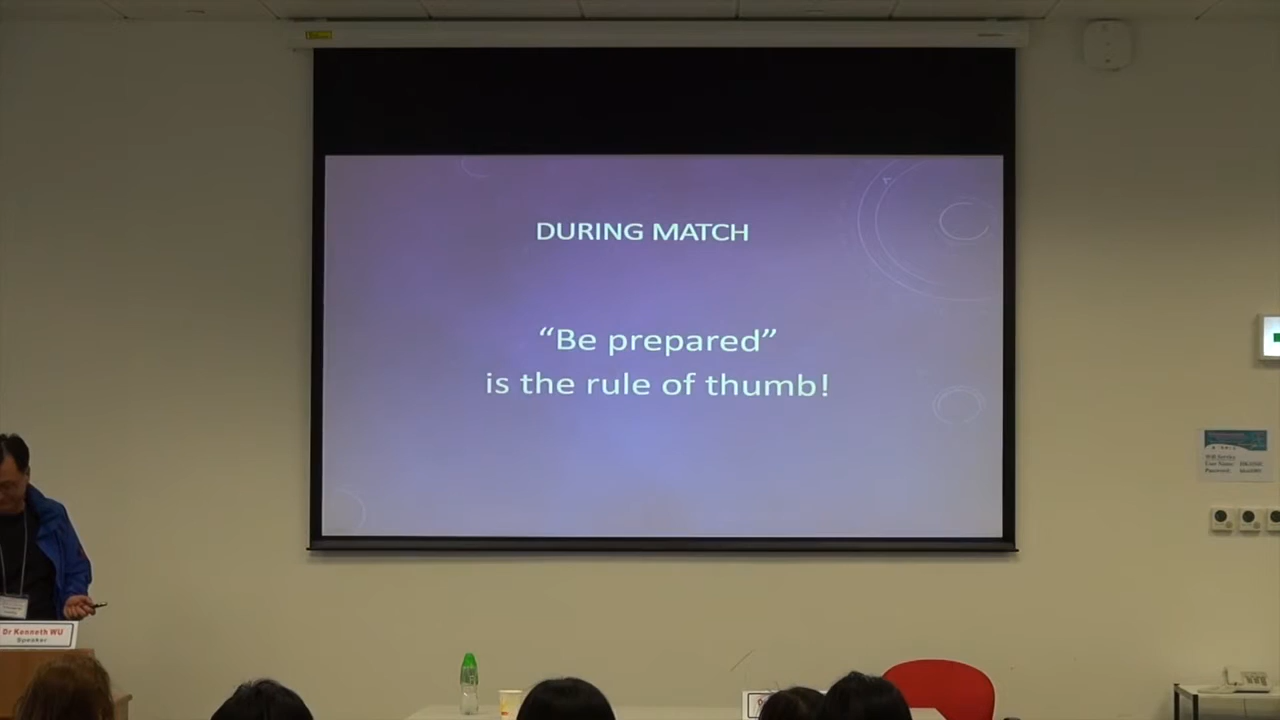 DURING MATCH
“Be prepared”
is the rule of thumb!
Dr Kenneth WU
Speaker